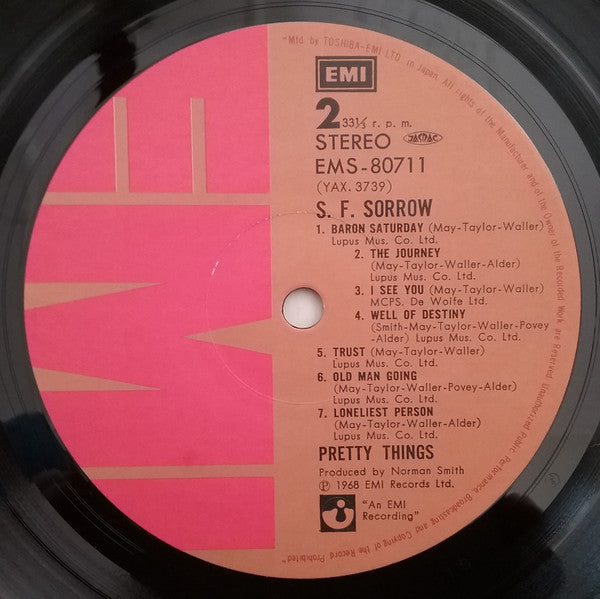 "Mfd. by TOSHIBA-EMI LTD. in Japan. All rights of the Manufacturer and of the Owner of the Recorded Work are Reserved. Unauthorized Public Performance, Broadcasting and Copying of the Record Prohibited"
EMI
EMI
2 33⅓ r. p. m.
STEREO JASRAC
EMS-80711
(YAX. 3739)
S. F. SORROW
1. BARON SATURDAY (May-Taylor-Waller)
Lupus Mus. Co. Ltd.
2. THE JOURNEY
(May-Taylor-Waller-Alder)
Lupus Mus. Co. Ltd.
3. I SEE YOU (May-Taylor-Waller)
MCPS. De Wolfe Ltd.
4. WELL OF DESTINY
(Smith-May-Taylor-Waller-Povey
-Alder) Lupus Mus. Co. Ltd.
5. TRUST (May-Taylor-Waller)
Lupus Mus. Co. Ltd.
6. OLD MAN GOING
(May-Taylor-Waller-Povey-Alder)
Lupus Mus. Co. Ltd.
7. LONELIEST PERSON
(May-Taylor-Waller-Alder)
Lupus Mus. Co. Ltd.
PRETTY THINGS
Produced by Norman Smith
℗ 1968 EMI Records Ltd.
"An EMI
Recording"